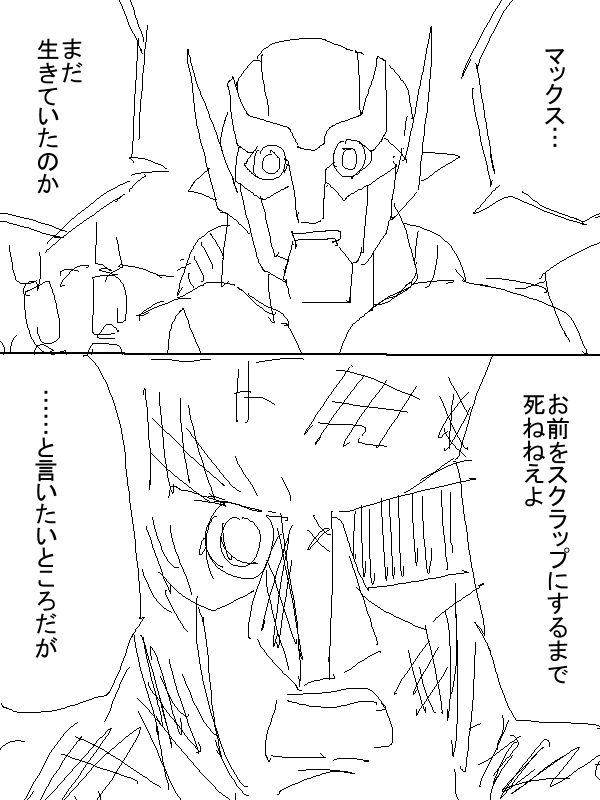 マックス…
まだ
生きていたのか
お前をスクラップにするまで
死ねねえよ
……と言いたいところだが